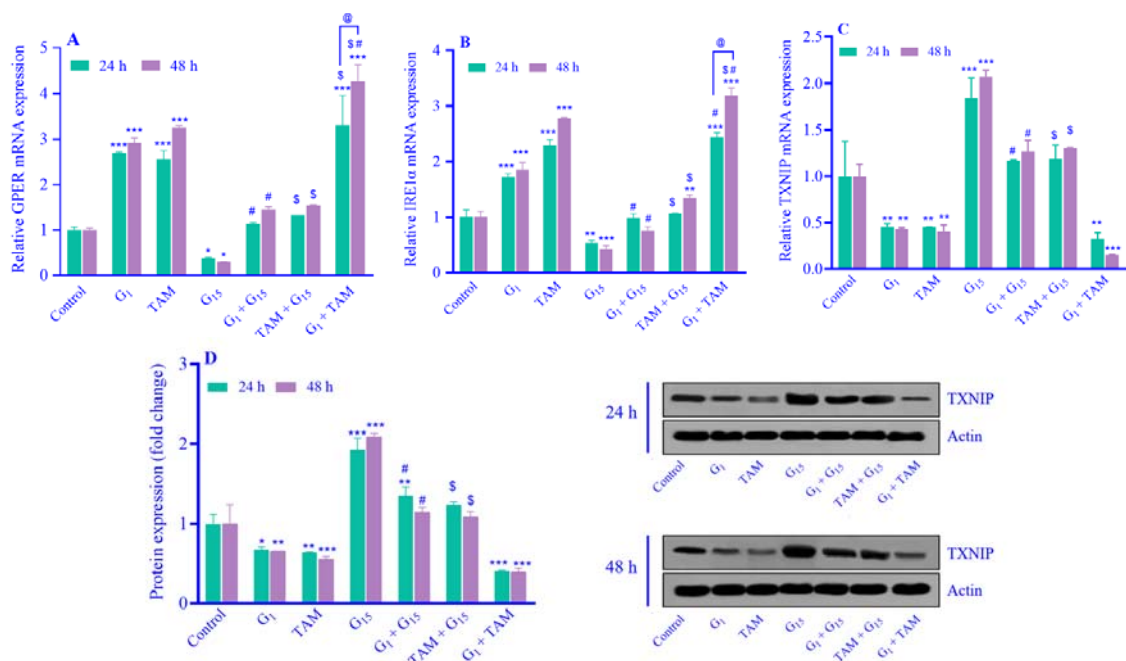 A
24 h 48 h
Relative GPER mRNA expression
5
4
3
2
1
0
*** *** *** *** * * # # $ $ $ *** @ $ # ***
Control G1 TAM G15 G1 + G15 TAM + G15 G1 + TAM
B
24 h 48 h
Relative IRE1α mRNA expression
4
3
2
1
0
*** *** *** *** ** *** # # $ $ ** # *** @ $ # ***
Control G1 TAM G15 G1 + G15 TAM + G15 G1 + TAM
C
24 h 48 h
Relative TXNIP mRNA expression
2.5
2.0
1.5
1.0
0.5
0.0
** ** ** ** *** *** # # $ $ ** ***
Control G1 TAM G15 G1 + G15 TAM + G15 G1 + TAM
D
24 h 48 h
Protein expression (fold change)
3
2
1
0
* ** ** *** *** *** # ** # $ $ *** ***
Control G1 TAM G15 G1 + G15 TAM + G15 G1 + TAM
24 h
TXNIP
Actin
Control G1 TAM G15 G1 + G15 TAM + G15 G1 + TAM
48 h
TXNIP
Actin
Control G1 TAM G15 G1 + G15 TAM + G15 G1 + TAM